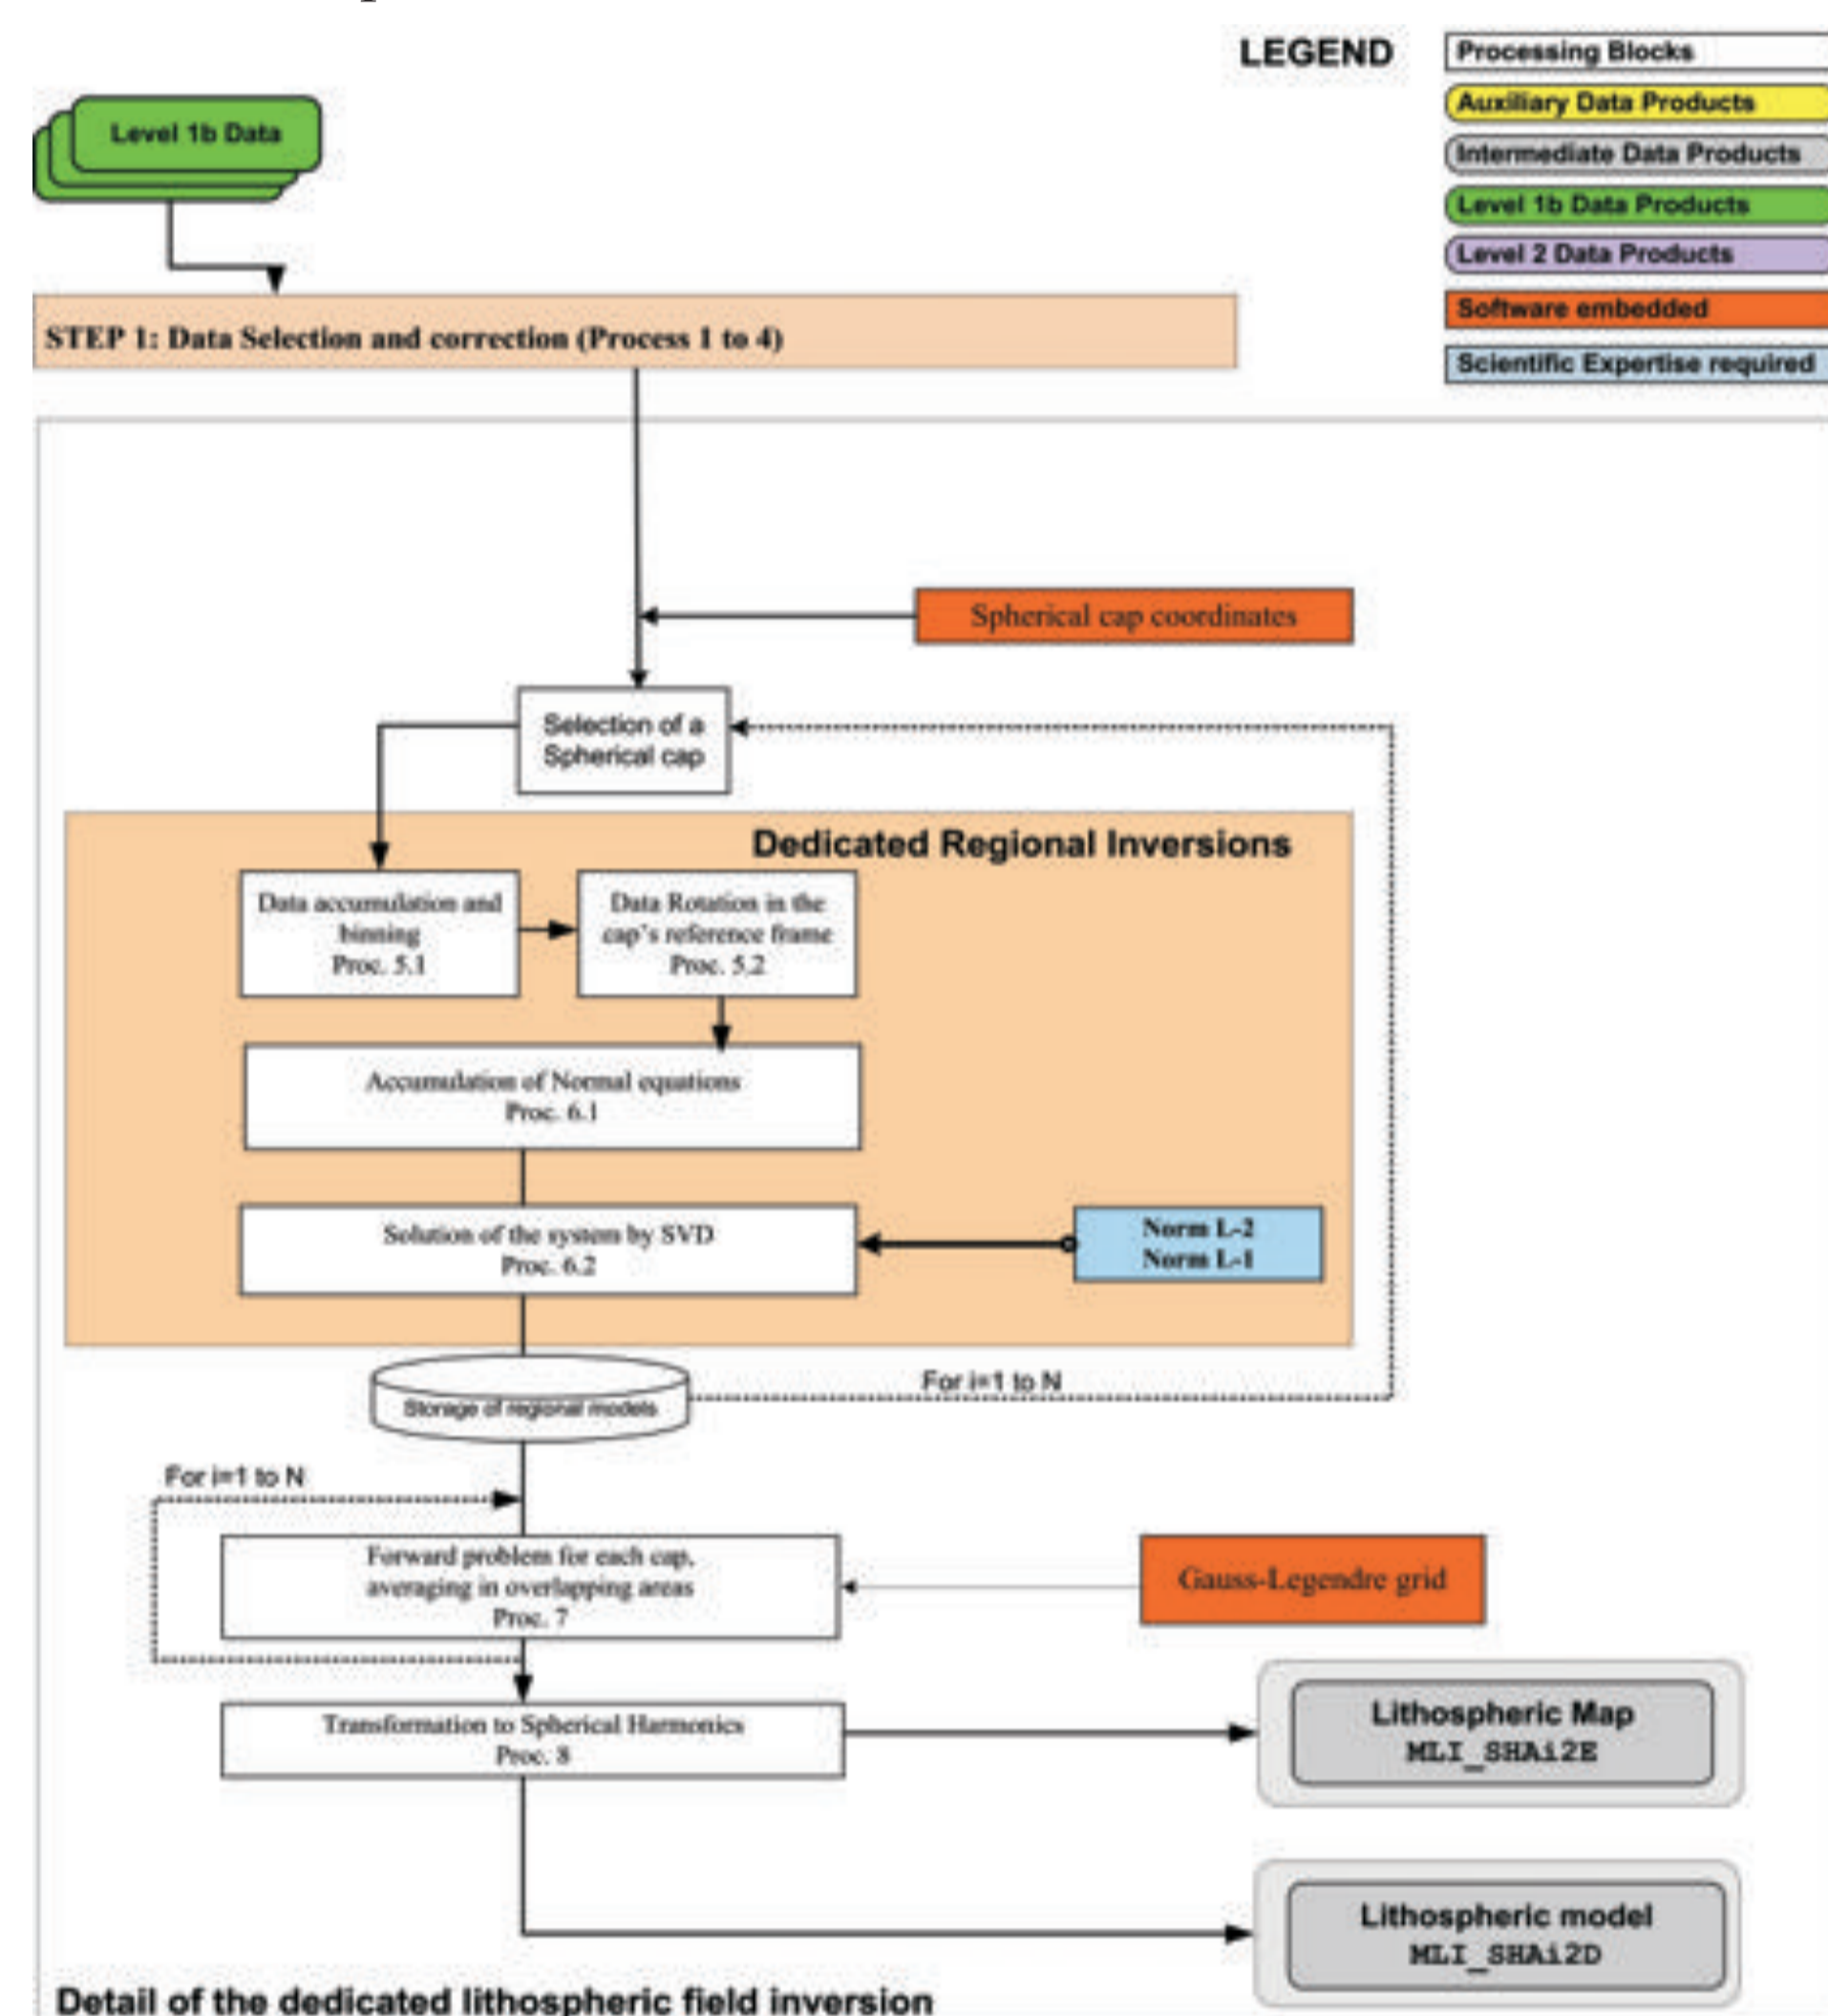 LEGEND
Processing Blocks
Auxiliary Data Products
Intermediate Data Products
Level 1b Data Products
Level 2 Data Products
Software embedded
Scientific Expertise required
Level 1b Data
STEP 1: Data Selection and correction (Process 1 to 4)
Spherical cap coordinates
Selection of a
Spherical cap
Dedicated Regional Inversions
Data accumulation and
binning
Proc. 5.1
Data Rotation in the
cap's reference frame
Proc. 5.2
Accumulation of Normal equations
Proc. 6.1
Solution of the system by SVD
Proc. 6.2
Norm L-2
Norm L-1
Storage of regional models
For i=1 to N
For i=1 to N
Forward problem for each cap,
averaging in overlapping areas
Proc. 7
Gauss-Legendre grid
Transformation to Spherical Harmonics
Proc. 8
Lithospheric Map
MLI_SHAi2E
Lithospheric model
MLI_SHAi2D
Detail of the dedicated lithospheric field inversion